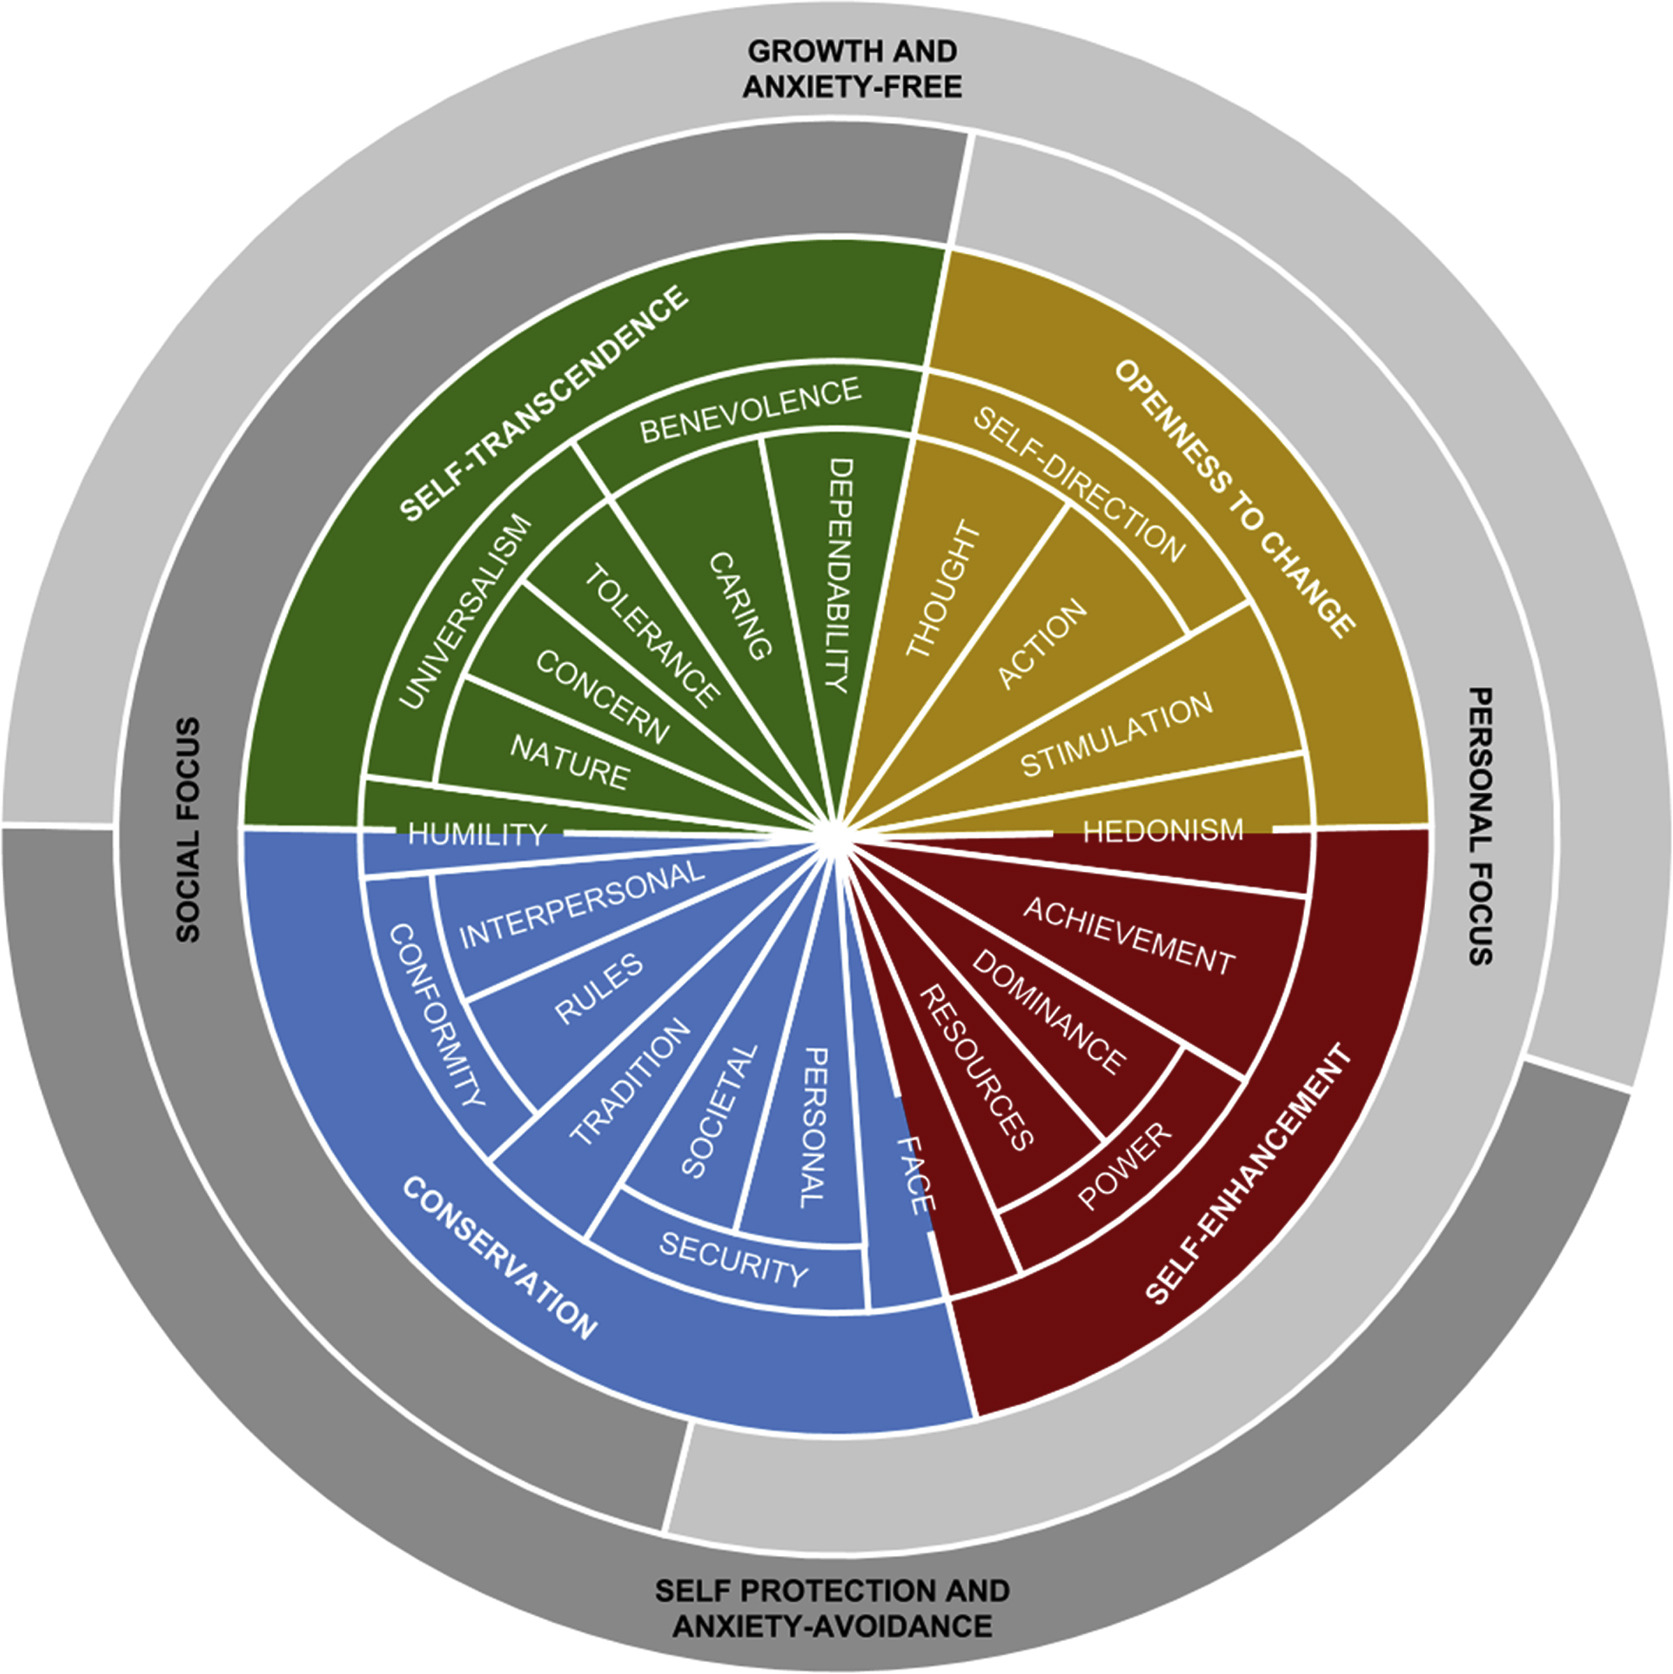 GROWTH AND
ANXIETY-FREE
SELF-TRANSCENDENCE
OPENNESS TO CHANGE
BENEVOLENCE
SELF-DIRECTION
UNIVERSALISM
DEPENDABILITY
CARING
TOLERANCE
CONCERN
NATURE
THOUGHT
ACTION
STIMULATION
SOCIAL FOCUS
PERSONAL FOCUS
HUMILITY
HEDONISM
INTERPERSONAL
RULES
CONFORMITY
TRADITION
SOCIETAL
PERSONAL
SECURITY
FACE
ACHIEVEMENT
DOMINANCE
RESOURCES
POWER
CONSERVATION
SELF-ENHANCEMENT
SELF PROTECTION AND
ANXIETY-AVOIDANCE